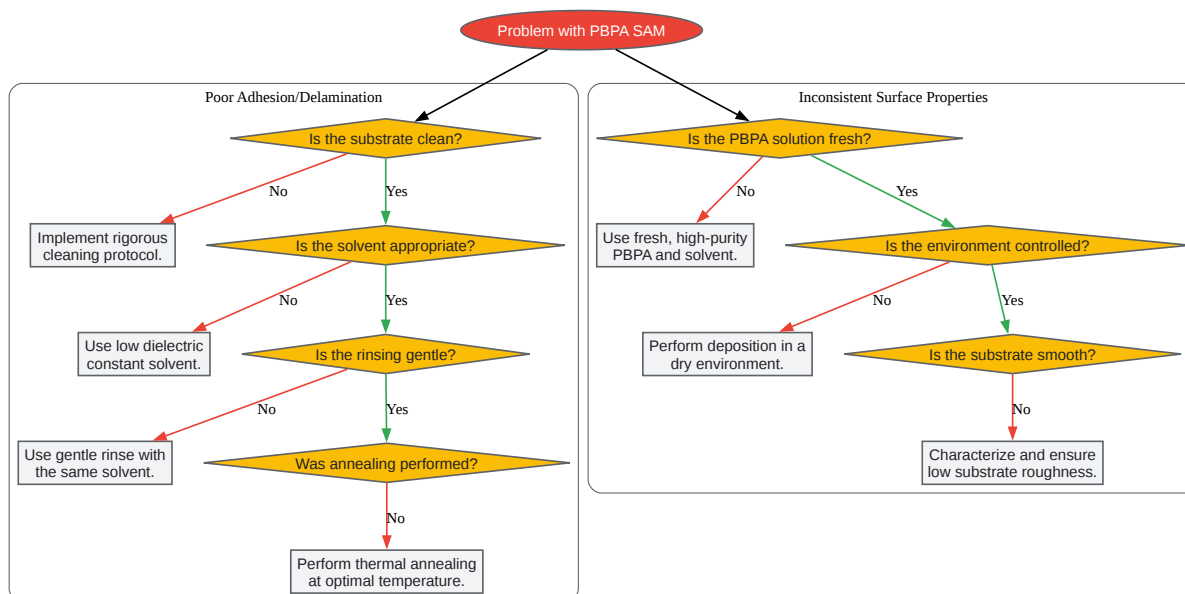 Problem with PBPA SAM
Poor Adhesion/Delamination
Is the substrate clean?
No
Yes
Implement rigorous
cleaning protocol.
Is the solvent appropriate?
No
Yes
Use low dielectric
constant solvent.
Is the rinsing gentle?
No
Yes
Use gentle rinse with
the same solvent.
Was annealing performed?
No
Perform thermal annealing
at optimal temperature.
Inconsistent Surface Properties
Is the PBPA solution fresh?
No
Yes
Use fresh, high-purity
PBPA and solvent.
Is the environment controlled?
No
Yes
Perform deposition in a
dry environment.
Is the substrate smooth?
No
Characterize and ensure
low substrate roughness.